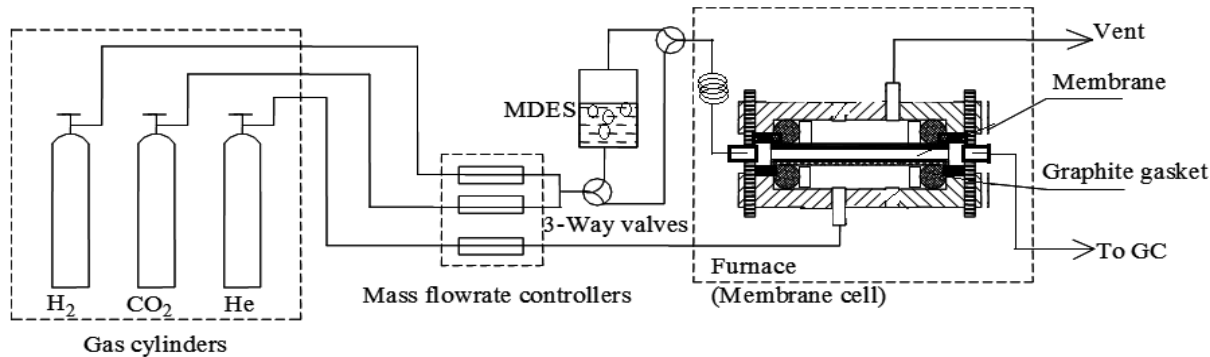 Vent
MDES
Membrane
Graphite gasket
3-Way valves
To GC
H2
CO2
He
Mass flowrate controllers
Furnace
(Membrane cell)
Gas cylinders